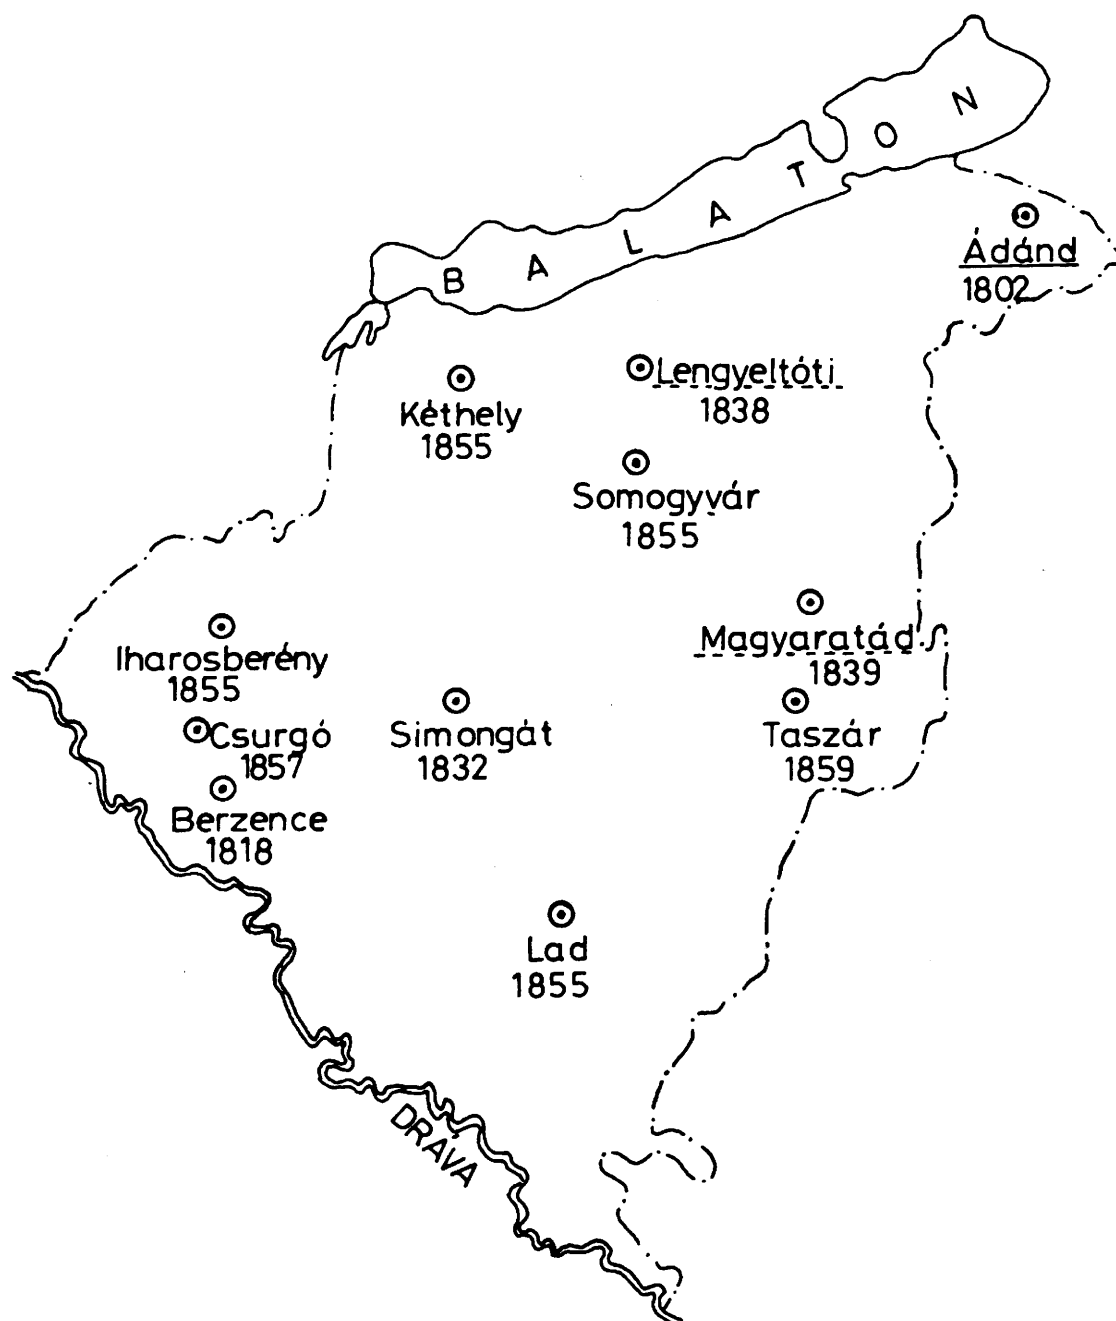 BALATON
Ádánd
1802
Lengyeltóti
1838
Kéthely
1855
Somogyvár
1855
Magyaratád
1839
Iharosberény
1855
Csurgó
1857
Simongát
1832
Taszár
1859
Berzence
1818
Lad
1855
DRÁVA